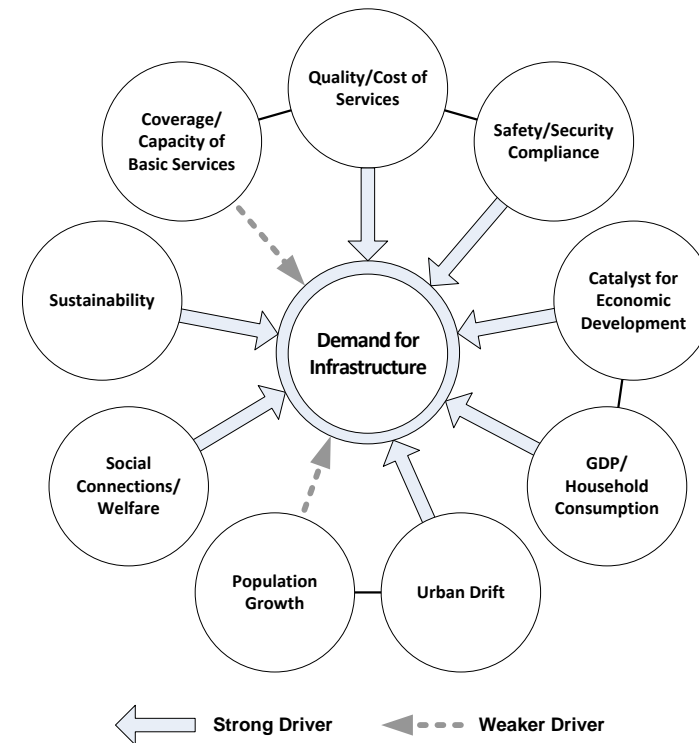 Quality/Cost of
Services
Coverage/
Capacity of
Basic Services
Safety/Security
Compliance
Sustainability
Catalyst for
Economic
Development
Demand for
Infrastructure
Social
Connections/
Welfare
GDP/
Household
Consumption
Population
Growth
Urban Drift
Strong Driver
Weaker Driver